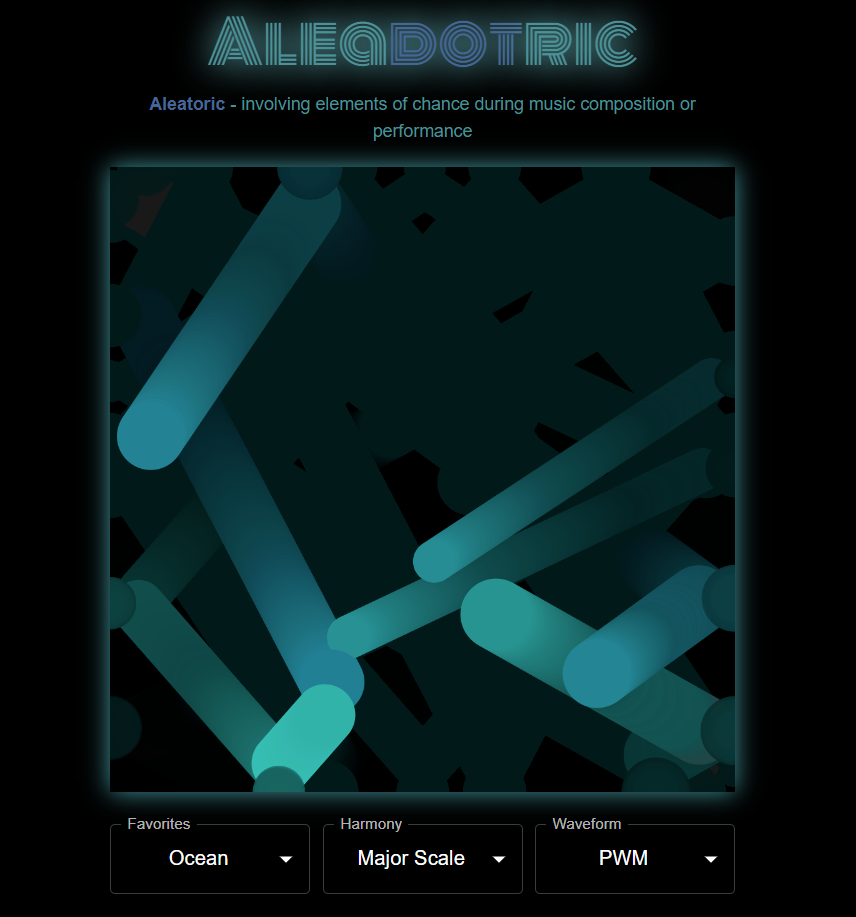 AleaDOTric
Aleatoric - involving elements of chance during music composition or
performance
Favorites
Harmony
Waveform
Ocean
Major Scale
PWM